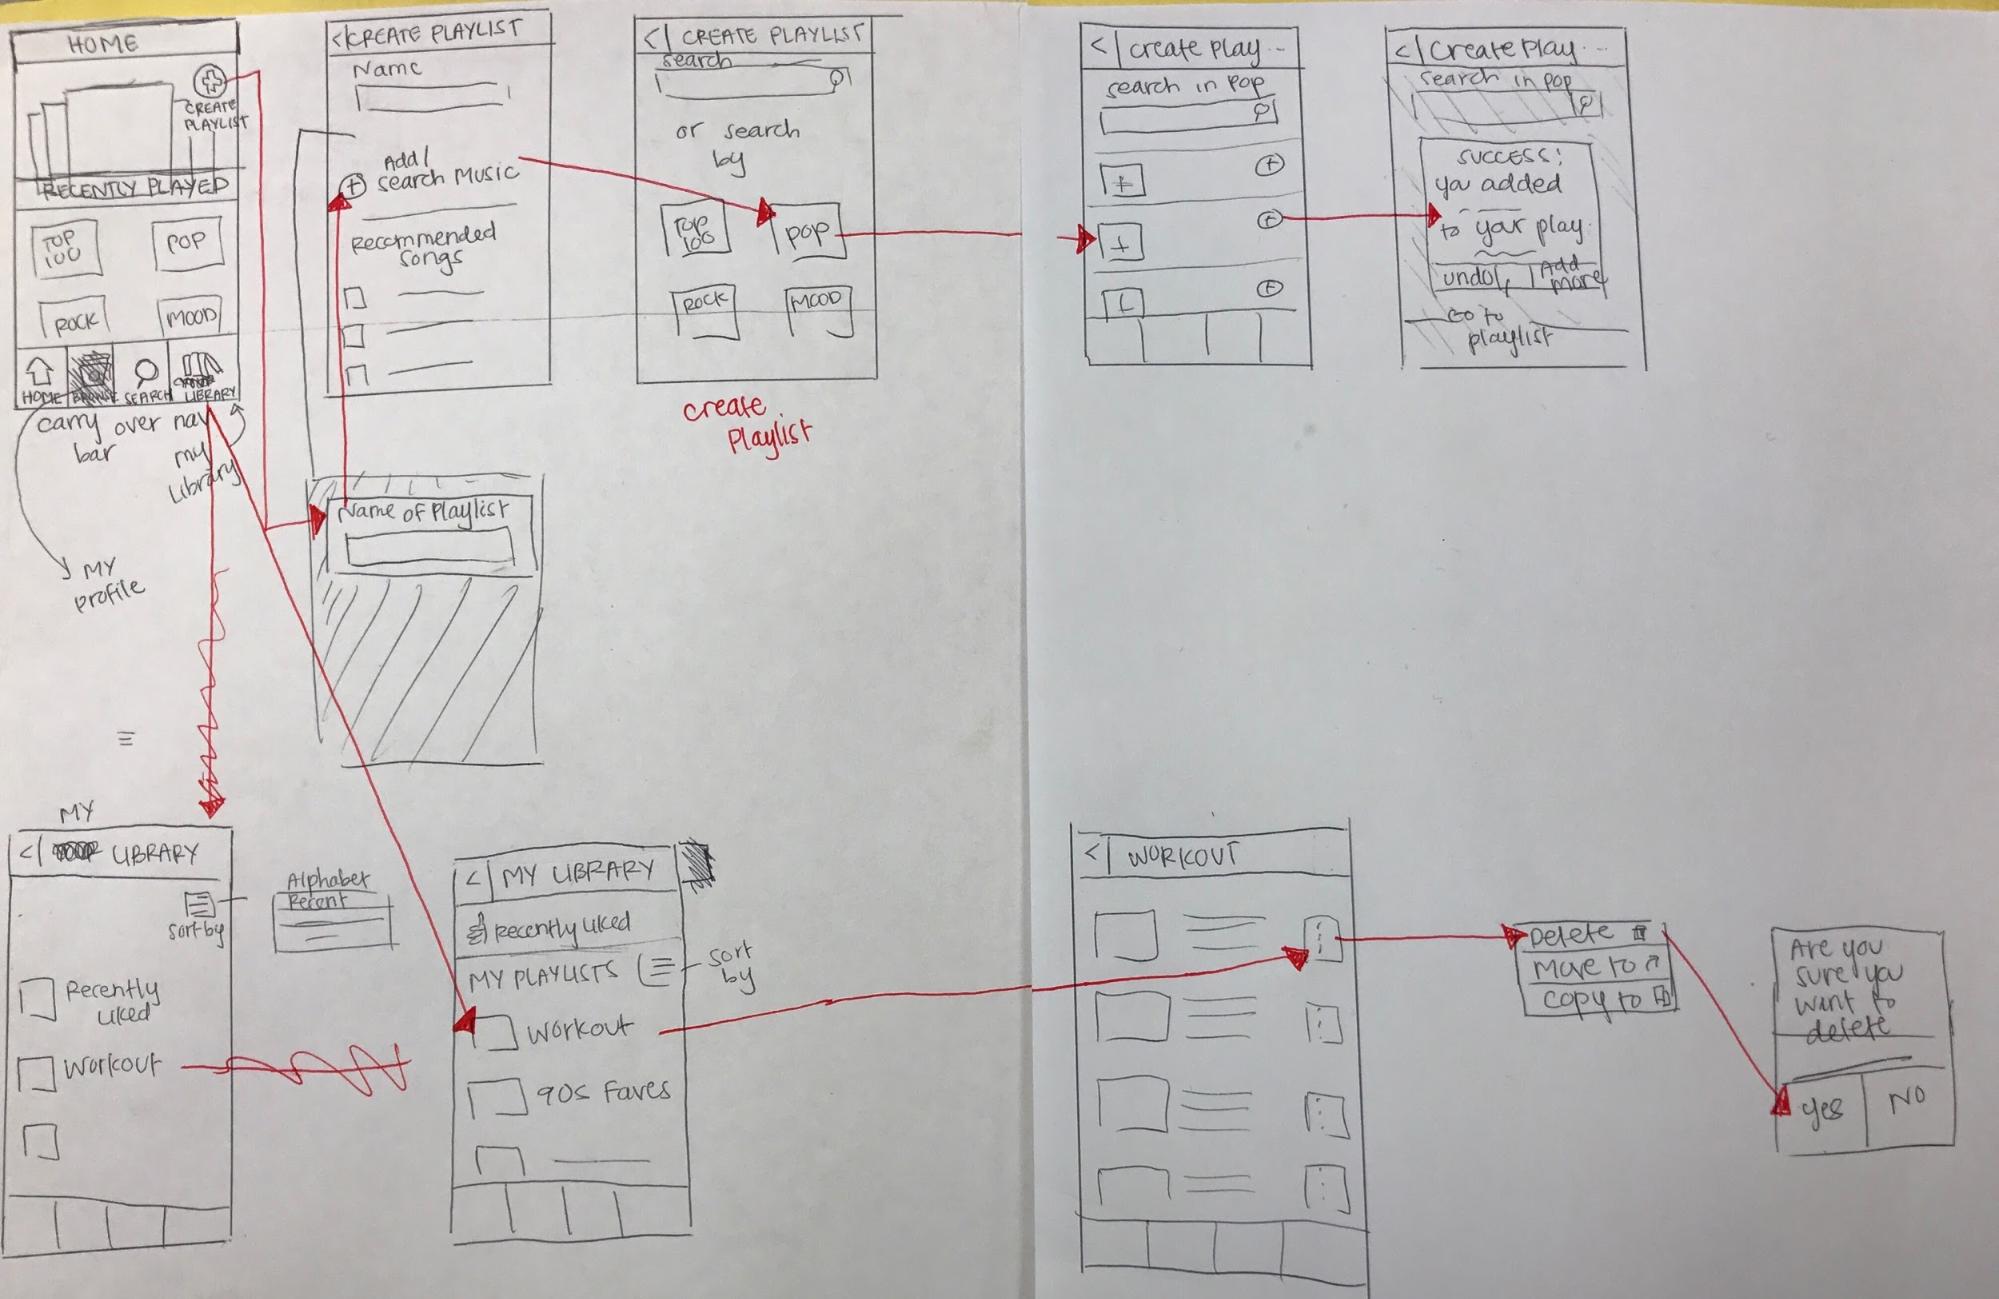 HOME
CREATE
PLAYLIST
RECENTLY PLAYED
TOP
100
POP
ROCK
MOOD
HOME
SEARCH
LIBRARY
carry over nav
bar
my
Library
MY
profile
<| CREATE PLAYLIST
Name
Add/
search Music
Recommended
songs
<| CREATE PLAYLIST
search
or search
by
TOP
100
POP
ROCK
MOOD
create
Playlist
<| create play...
search in Pop
<| create play...
search in pop
SUCCESS!
you added
to your play
undo
Add
more
Go to
playlist
Name of Playlist
MY
<| LIBRARY
sort by
Recently
liked
Workout
Alphabet
Recent
<| MY LIBRARY
Recently liked
MY PLAYLISTS
sort
by
Workout
90s Faves
<| WORKOUT
Delete
Move to
copy to
Are you
sure you
want to
delete
yes
NO